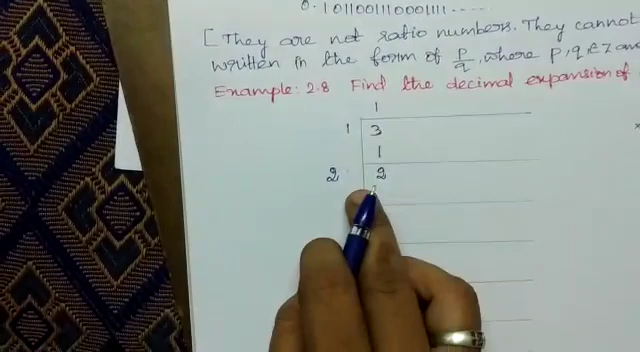 0.10110011100001111.....
[They are not ratio numbers. They cannot
written in the form of p/q, where p, q ∈ Z and
Example: 2.8 Find the decimal expansion of
1
1 3
1
2 2